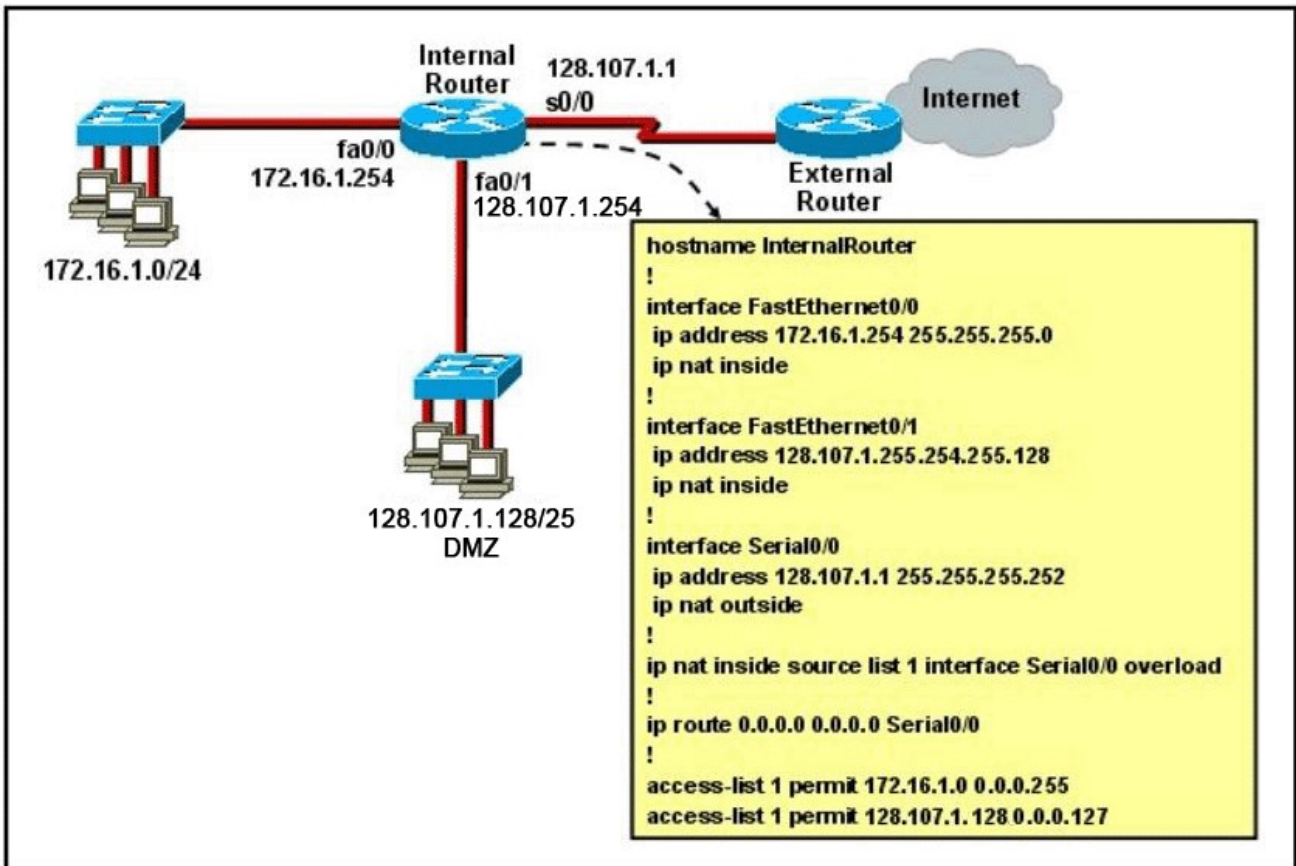 Internal
Router
128.107.1.1
s0/0
Internet
fa0/0
172.16.1.254
fa0/1
128.107.1.254
External
Router
172.16.1.0/24
128.107.1.128/25
DMZ
hostname InternalRouter
!
interface FastEthernet0/0
ip address 172.16.1.254 255.255.255.0
ip nat inside
!
interface FastEthernet0/1
ip address 128.107.1.255.254.255.128
ip nat inside
!
interface Serial0/0
ip address 128.107.1.1 255.255.255.252
ip nat outside
!
ip nat inside source list 1 interface Serial0/0 overload
!
ip route 0.0.0.0 0.0.0.0 Serial0/0
!
access-list 1 permit 172.16.1.0 0.0.0.255
access-list 1 permit 128.107.1.128 0.0.0.127